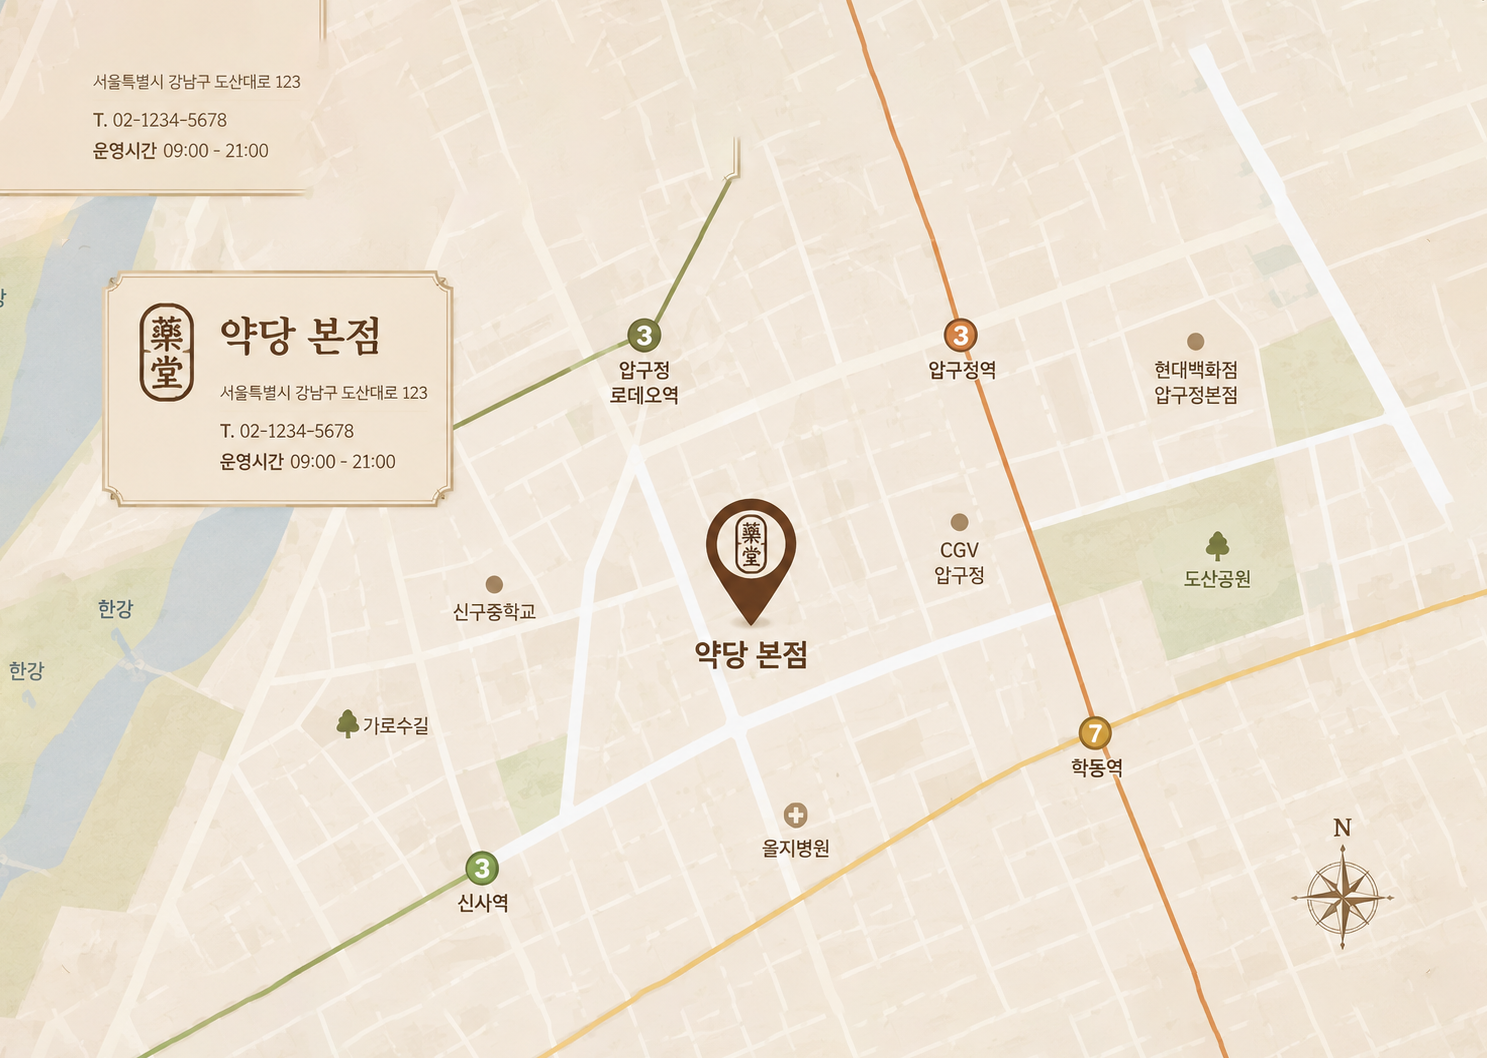 서울특별시 강남구 도산대로 123
T. 02-1234-5678
운영시간 09:00 - 21:00
藥堂
약당 본점
서울특별시 강남구 도산대로 123
T. 02-1234-5678
운영시간 09:00 - 21:00
3
압구정
로데오역
3
압구정역
현대백화점
압구정본점
藥堂
약당 본점
CGV
압구정
도산공원
신구중학교
한강
한강
가로수길
7
학동역
을지병원
3
신사역
N